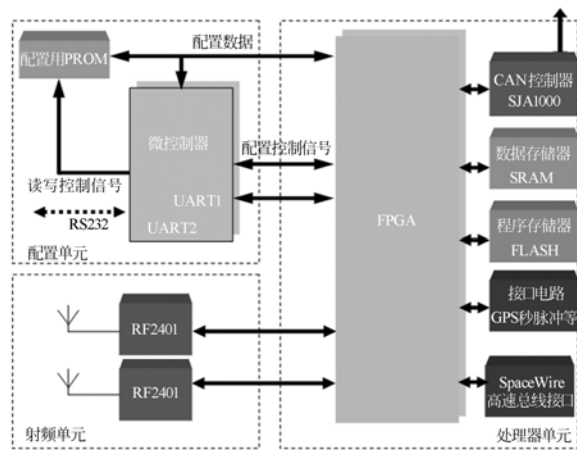 配置用PROM
配置数据
微控制器
配置控制信号
读写控制信号
UART1
RS232
UART2
配置单元
RF2401
RF2401
射频单元
FPGA
CAN控制器
SJA1000
数据存储器
SRAM
程序存储器
FLASH
接口电路
GPS秒脉冲等
SpaceWire
高速总线接口
处理器单元